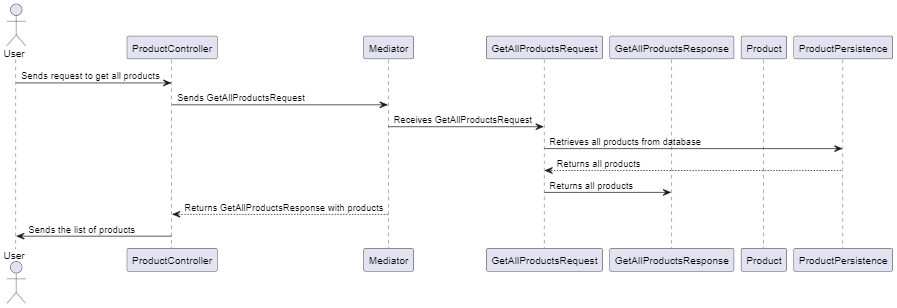 ProductController Mediator GetAllProductsRequest GetAllProductsResponse Product ProductPersistence
User
Sends request to get all products
Sends GetAllProductsRequest
Receives GetAllProductsRequest
Retrieves all products from database
Returns all products
Returns all products
Returns GetAllProductsResponse with products
Sends the list of products
User
ProductController Mediator GetAllProductsRequest GetAllProductsResponse Product ProductPersistence